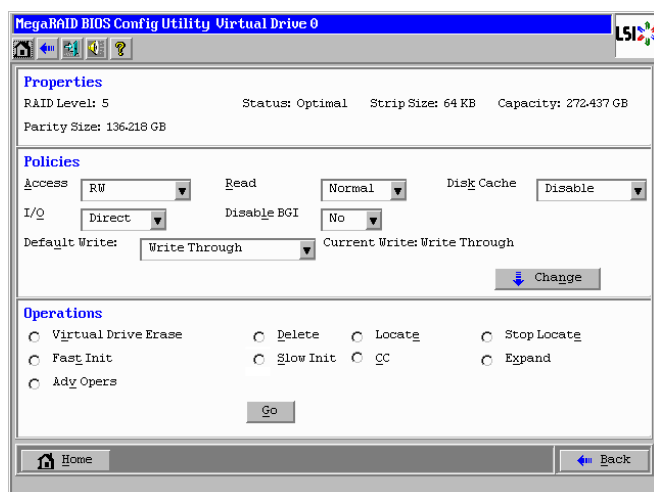 MegaRAID BIOS Config Utility Virtual Drive 0
LSI
Properties
RAID Level: 5 Status: Optimal Strip Size: 64 KB Capacity: 272.437 GB
Parity Size: 136.218 GB
Policies
Access RW Read Normal Disk Cache Disable
I/O Direct Disable BGI No
Default Write: Write Through Current Write: Write Through
Change
Operations
Virtual Drive Erase Delete Locate Stop Locate
Fast Init Slow Init CC Expand
Adv Opers
Go
Home Back